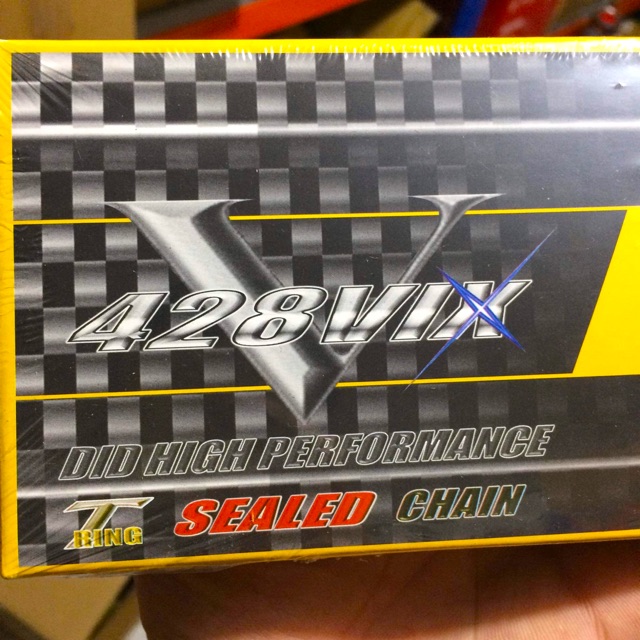 V
428VIX
DID HIGH PERFORMANCE
T RING SEALED CHAIN